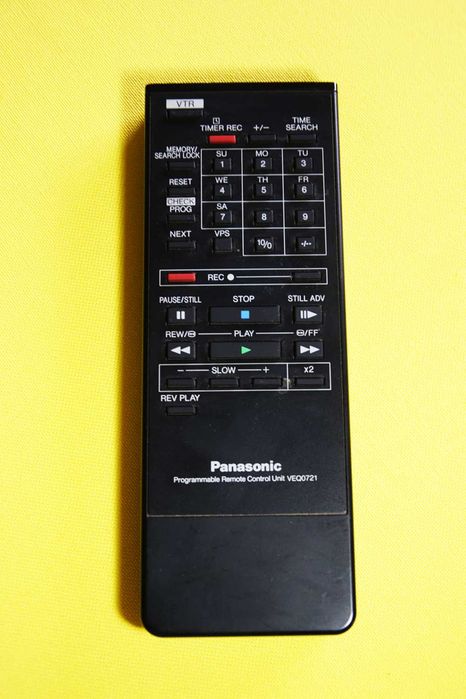 VTR
TIMER REC +/− TIME SEARCH
MEMORY/
SEARCH LOCK
SU MO TU
1 2 3
RESET
WE TH FR
4 5 6
CHECK
PROG
SA
7 8 9
NEXT VPS 10/0 -/--
REC
PAUSE/STILL STOP STILL ADV
REW/ PLAY /FF
− SLOW + x2
REV PLAY
Panasonic
Programmable Remote Control Unit VEQ0721